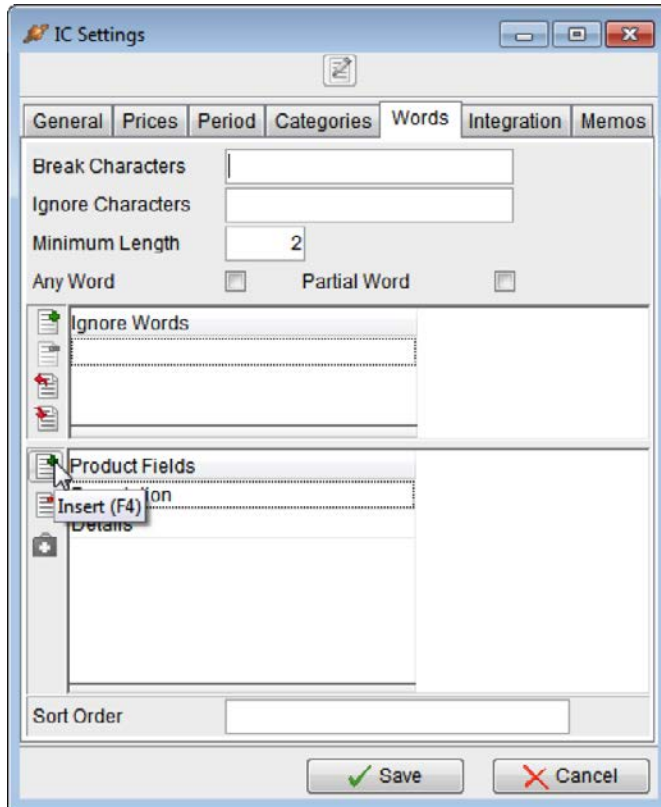 IC Settings
General Prices Period Categories Words Integration Memos
Break Characters
Ignore Characters
Minimum Length 2
Any Word Partial Word
Ignore Words
Product Fields
Insert (F4)
Details
Sort Order
Save Cancel